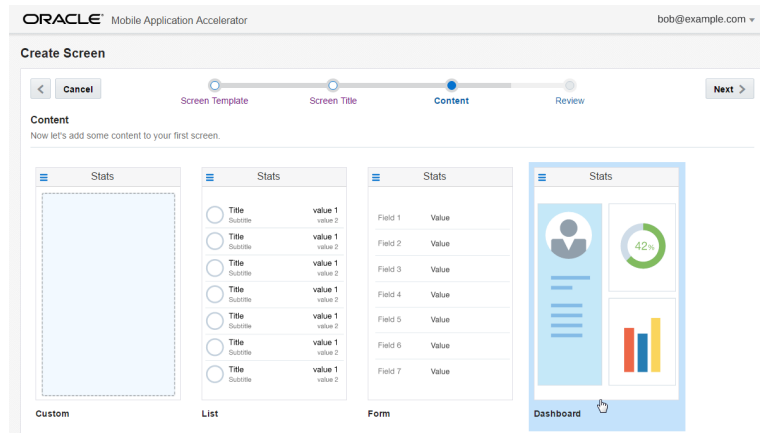 ORACLE® Mobile Application Accelerator
bob@example.com
Create Screen
Cancel
Screen Template
Screen Title
Content
Review
Next
Content
Now let's add some content to your first screen.
Stats
Custom
Stats
Title value 1
Subtitle value 2
Title value 1
Subtitle value 2
Title value 1
Subtitle value 2
Title value 1
Subtitle value 2
Title value 1
Subtitle value 2
Title value 1
Subtitle value 2
Title value 1
Subtitle value 2
List
Stats
Field 1 Value
Field 2 Value
Field 3 Value
Field 4 Value
Field 5 Value
Field 6 Value
Field 7 Value
Form
Stats
42%
Dashboard